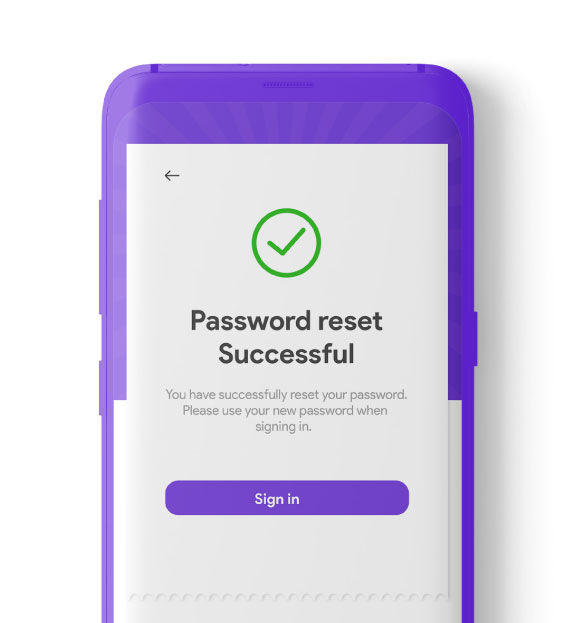 Password reset
Successful
You have successfully reset your password.
Please use your new password when
signing in.
Sign in